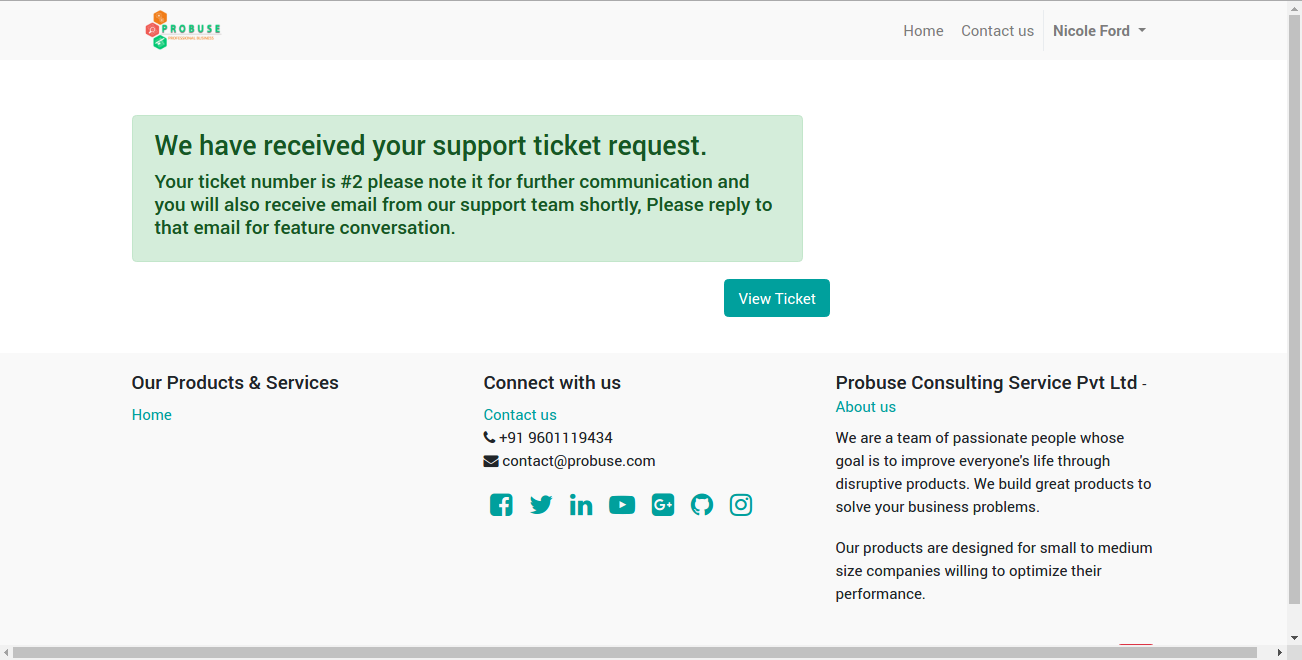 PROBUSE
PROFESSIONAL BUSINESS
Home Contact us Nicole Ford
We have received your support ticket request.
Your ticket number is #2 please note it for further communication and
you will also receive email from our support team shortly, Please reply to
that email for feature conversation.
View Ticket
Our Products & Services
Home
Connect with us
Contact us
+91 9601119434
contact@probuse.com
Probuse Consulting Service Pvt Ltd -
About us
We are a team of passionate people whose
goal is to improve everyone's life through
disruptive products. We build great products to
solve your business problems.
Our products are designed for small to medium
size companies willing to optimize their
performance.